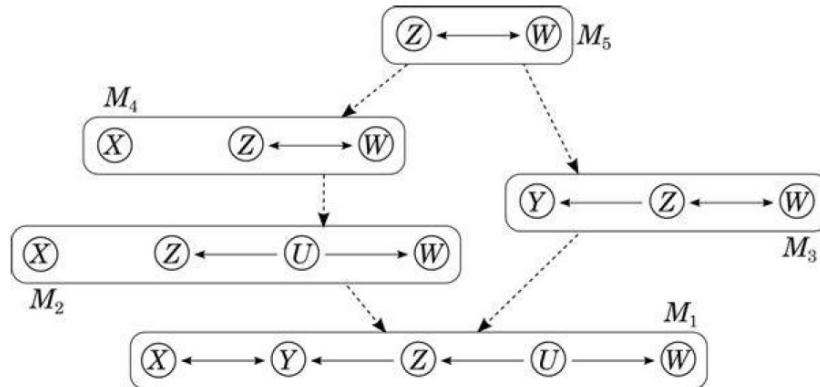 Z W M₅
M₄
X Z W
Y Z W
M₃
X Z U W
M₂
M₁
X Y Z U W